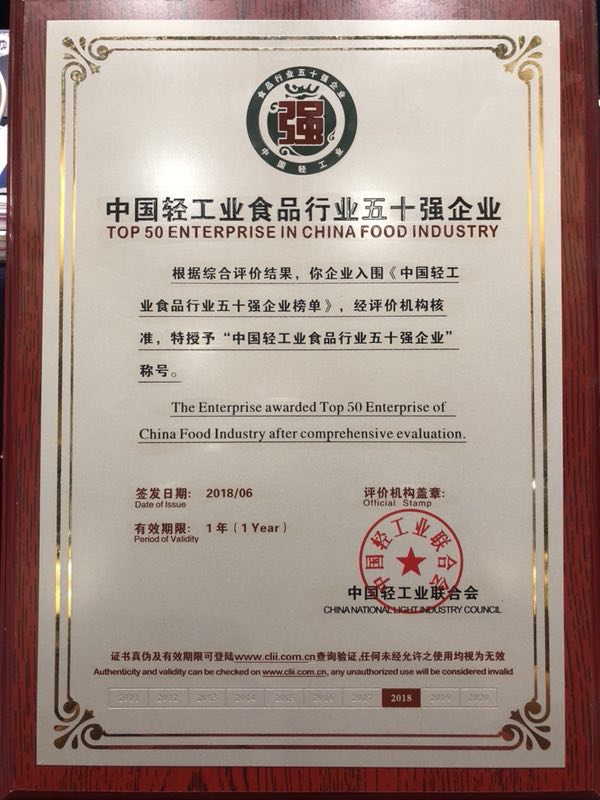 食品行业五十强企业
强
中国轻工业
中国轻工业食品行业五十强企业
TOP 50 ENTERPRISE IN CHINA FOOD INDUSTRY
根据综合评价结果，你企业入围《中国轻工
业食品行业五十强企业榜单》，经评价机构核
准，特授予“中国轻工业食品行业五十强企业”
称号。
The Enterprise awarded Top 50 Enterprise of
China Food Industry after comprehensive evaluation.
签发日期: 2018/06
Date of Issue
有效期限: 1年（1 Year）
Period of Validity
评价机构盖章:
Official Stamp
中国轻工业联合会
中国轻工业联合会
CHINA NATIONAL LIGHT INDUSTRY COUNCIL
证书真伪及有效期限可登陆www.clii.com.cn查询验证,任何未经允许之使用均视为无效
Authenticity and validity can be checked on www.clii.com.cn, any unauthorized use will be considered invalid
2011 2012 2013 2014 2015 2016 2017 2018 2019 2020